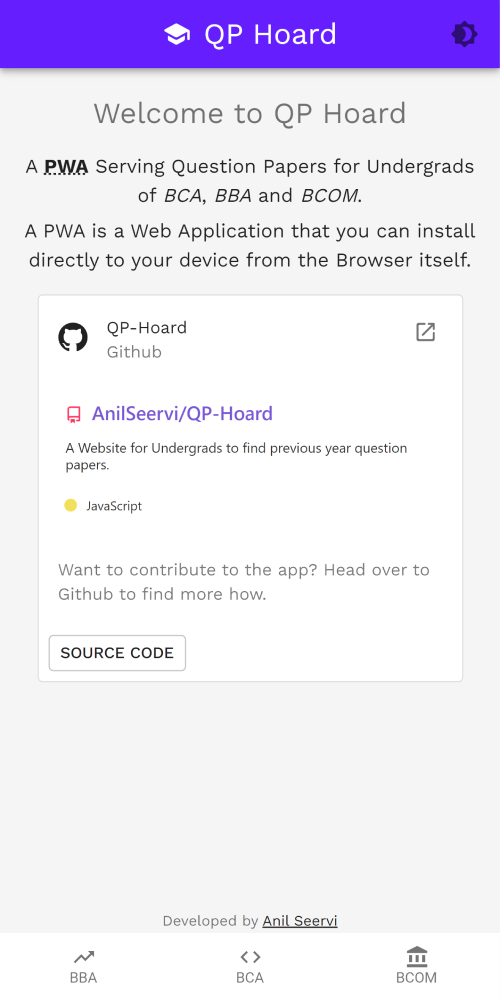 QP Hoard
Welcome to QP Hoard
A PWA Serving Question Papers for Undergrads
of BCA, BBA and BCOM.
A PWA is a Web Application that you can install
directly to your device from the Browser itself.
QP-Hoard
Github
AnilSeervi/QP-Hoard
A Website for Undergrads to find previous year question
papers.
JavaScript
Want to contribute to the app? Head over to
Github to find more how.
SOURCE CODE
Developed by Anil Seervi
BBA
BCA
BCOM